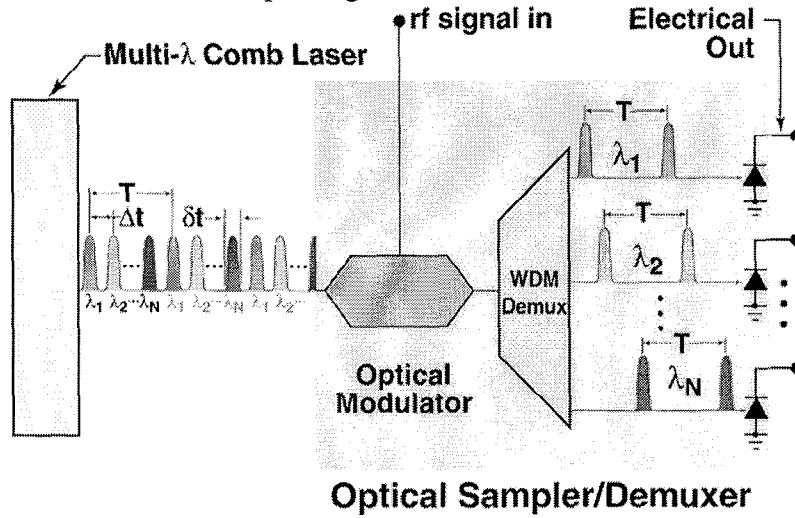 rf signal in
Electrical
Out
Multi-λ Comb Laser
T
Δt
δt
λ1 λ2 ··· λN λ1 λ2 ··· λN λ1 λ2 ···
Optical
Modulator
WDM
Demux
T
λ1
T
λ2
T
λN
Optical Sampler/Demuxer